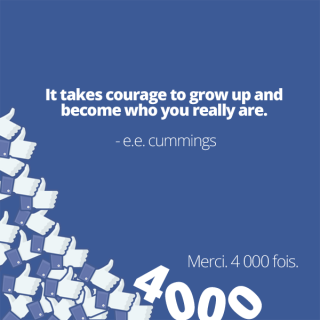 It takes courage to grow up and
become who you really are.
- e.e. cummings
Merci. 4 000 fois.
4000